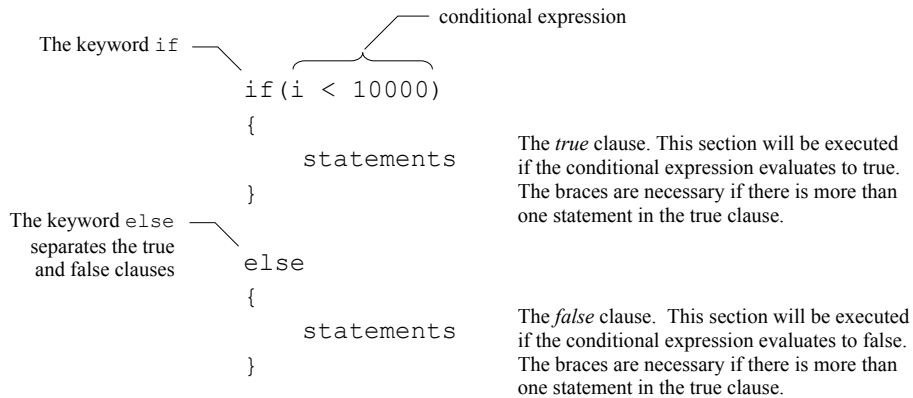 conditional expression
The keyword if
if(i < 10000)
{
statements
}
The true clause. This section will be executed
if the conditional expression evaluates to true.
The braces are necessary if there is more than
one statement in the true clause.
The keyword else
separates the true
and false clauses
else
{
statements
}
The false clause. This section will be executed
if the conditional expression evaluates to false.
The braces are necessary if there is more than
one statement in the true clause.